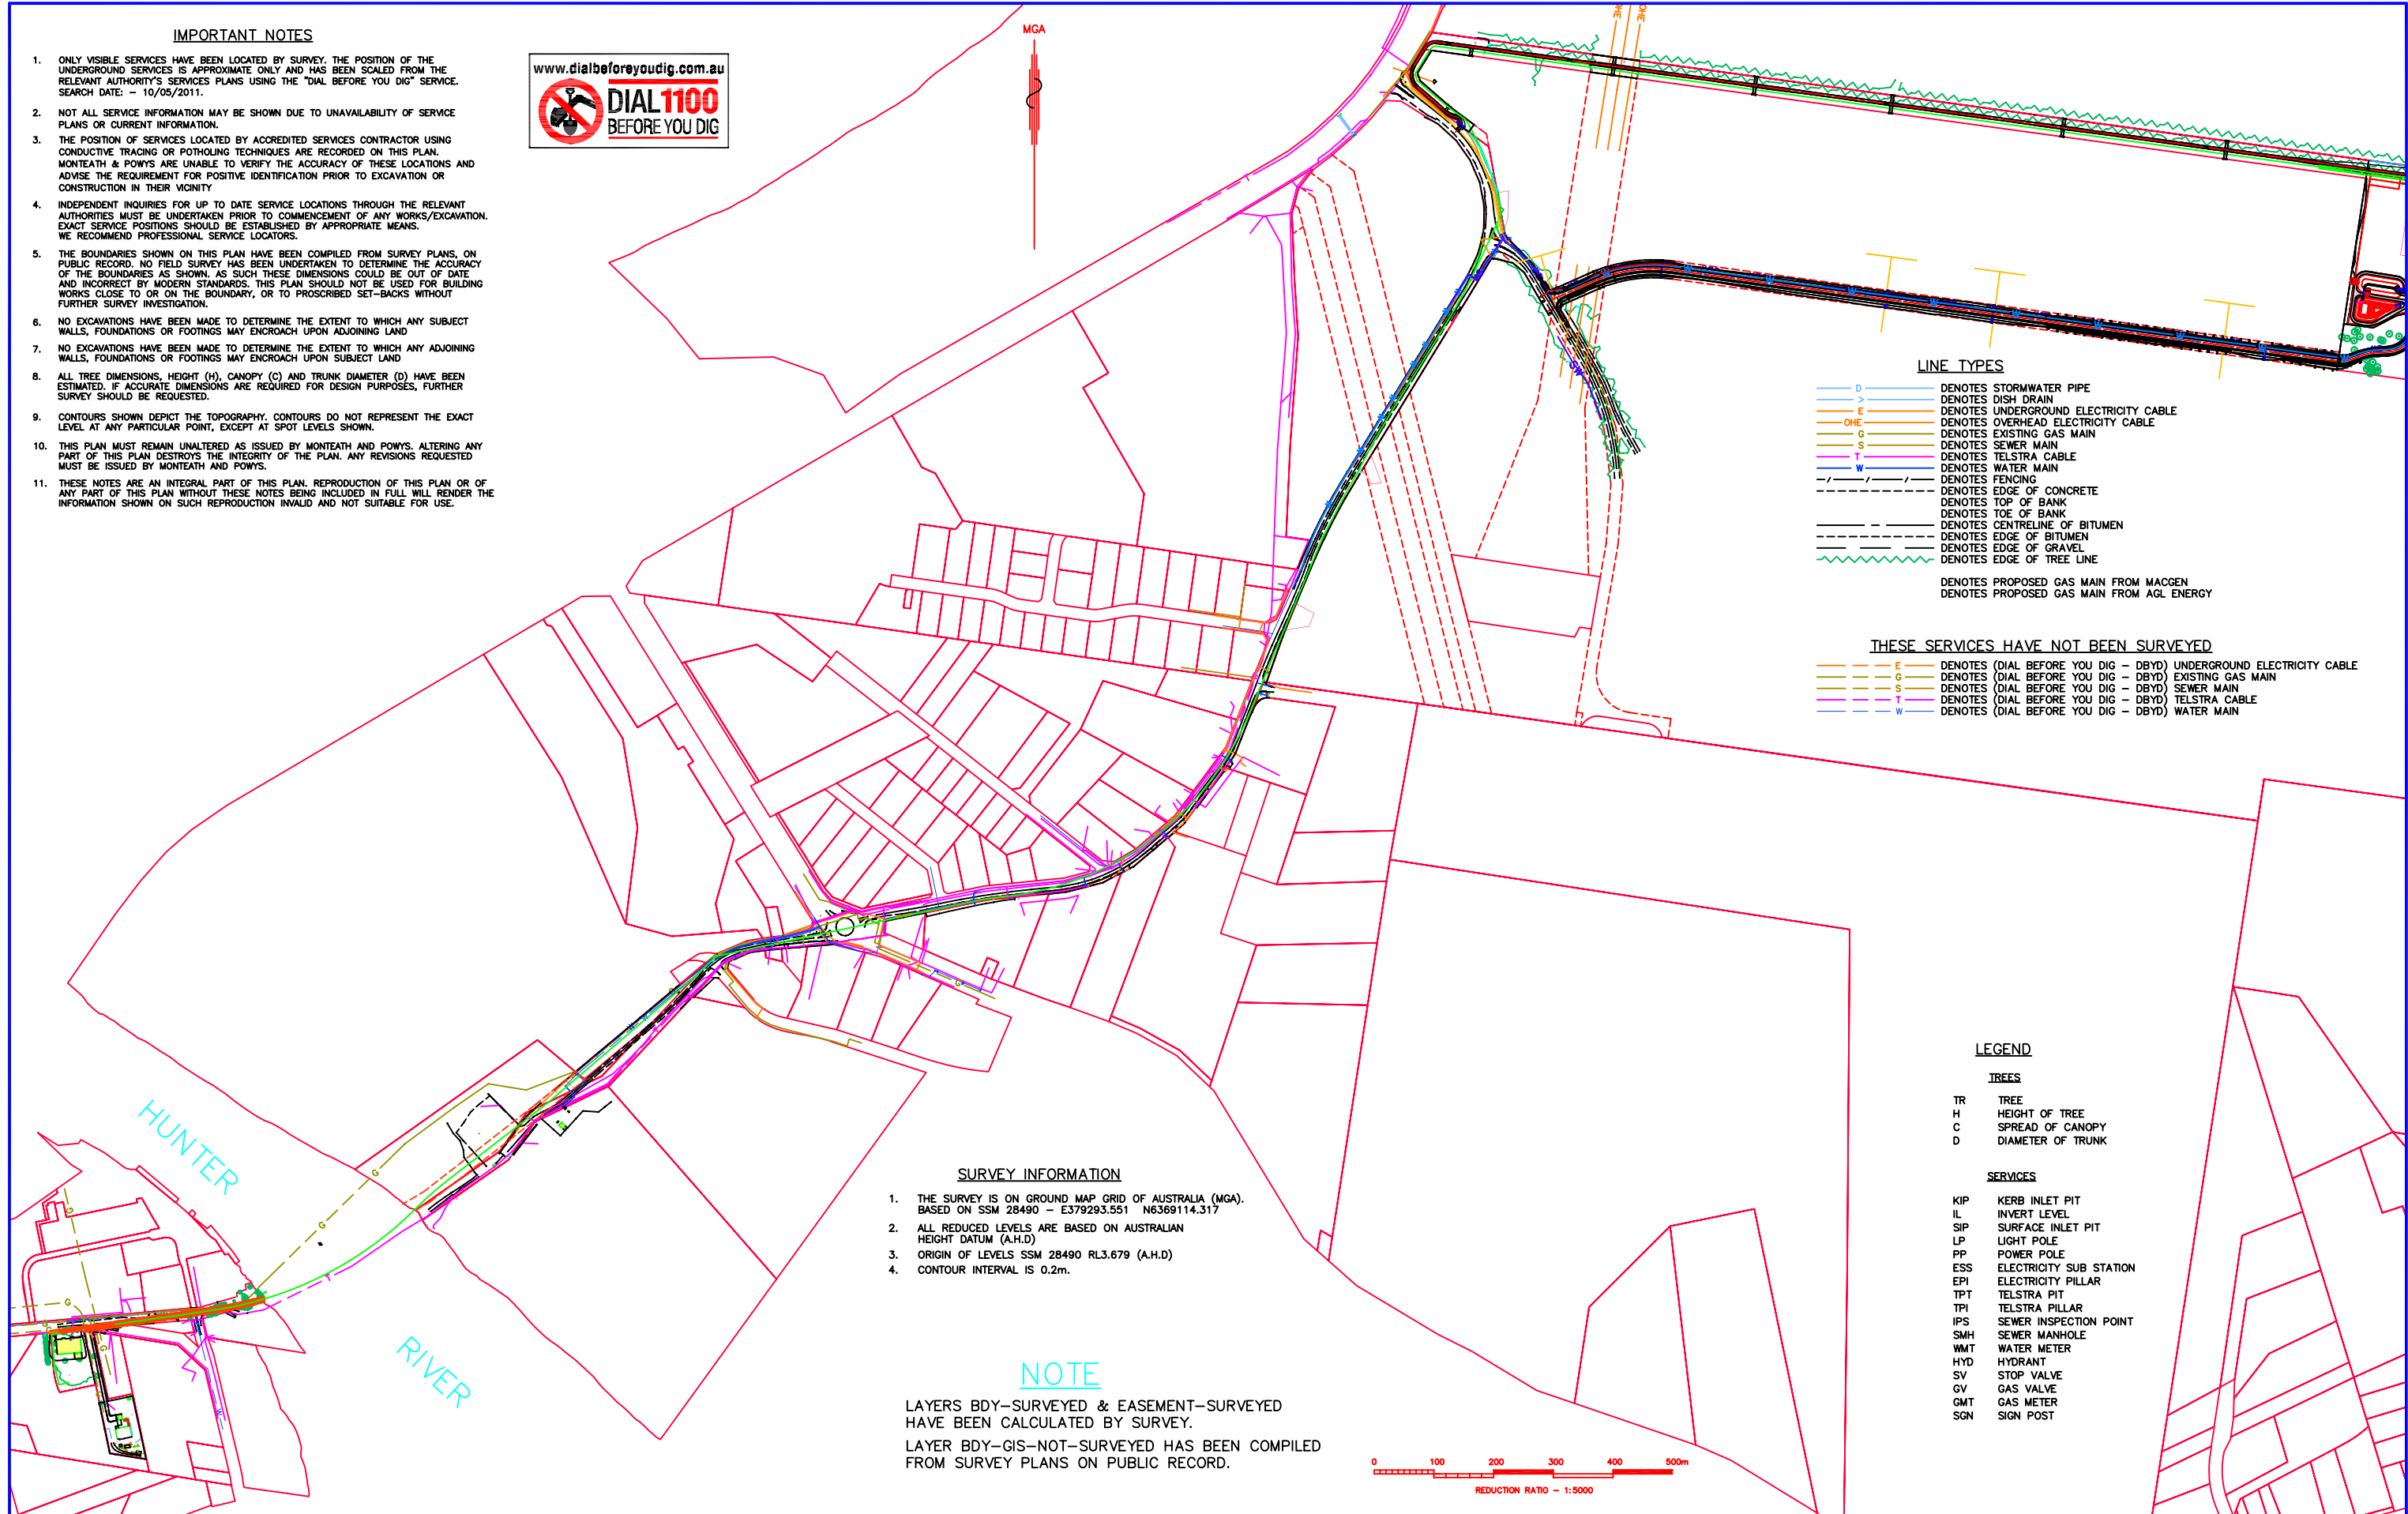 IMPORTANT NOTES
1. ONLY VISIBLE SERVICES HAVE BEEN LOCATED BY SURVEY. THE POSITION OF THE
UNDERGROUND SERVICES IS APPROXIMATE ONLY AND HAS BEEN SCALED FROM THE
RELEVANT AUTHORITY'S SERVICES PLANS USING THE "DIAL BEFORE YOU DIG" SERVICE.
SEARCH DATE: – 10/05/2011.
2. NOT ALL SERVICE INFORMATION MAY BE SHOWN DUE TO UNAVAILABILITY OF SERVICE
PLANS OR CURRENT INFORMATION.
3. THE POSITION OF SERVICES LOCATED BY ACCREDITED SERVICES CONTRACTOR USING
CONDUCTIVE TRACING OR POTHOLING TECHNIQUES ARE RECORDED ON THIS PLAN.
MONTEATH & POWYS ARE UNABLE TO VERIFY THE ACCURACY OF THESE LOCATIONS AND
ADVISE THE REQUIREMENT FOR POSITIVE IDENTIFICATION PRIOR TO EXCAVATION OR
CONSTRUCTION IN THEIR VICINITY
4. INDEPENDENT INQUIRIES FOR UP TO DATE SERVICE LOCATIONS THROUGH THE RELEVANT
AUTHORITIES MUST BE UNDERTAKEN PRIOR TO COMMENCEMENT OF ANY WORKS/EXCAVATION.
EXACT SERVICE POSITIONS SHOULD BE ESTABLISHED BY APPROPRIATE MEANS.
WE RECOMMEND PROFESSIONAL SERVICE LOCATORS.
5. THE BOUNDARIES SHOWN ON THIS PLAN HAVE BEEN COMPILED FROM SURVEY PLANS, ON
PUBLIC RECORD. NO FIELD SURVEY HAS BEEN UNDERTAKEN TO DETERMINE THE ACCURACY
OF THE BOUNDARIES AS SHOWN. AS SUCH THESE DIMENSIONS COULD BE OUT OF DATE
AND INCORRECT BY MODERN STANDARDS. THIS PLAN SHOULD NOT BE USED FOR BUILDING
WORKS CLOSE TO OR ON THE BOUNDARY, OR TO PROSCRIBED SET–BACKS WITHOUT
FURTHER SURVEY INVESTIGATION.
6. NO EXCAVATIONS HAVE BEEN MADE TO DETERMINE THE EXTENT TO WHICH ANY SUBJECT
WALLS, FOUNDATIONS OR FOOTINGS MAY ENCROACH UPON ADJOINING LAND
7. NO EXCAVATIONS HAVE BEEN MADE TO DETERMINE THE EXTENT TO WHICH ANY ADJOINING
WALLS, FOUNDATIONS OR FOOTINGS MAY ENCROACH UPON SUBJECT LAND
8. ALL TREE DIMENSIONS, HEIGHT (H), CANOPY (C) AND TRUNK DIAMETER (D) HAVE BEEN
ESTIMATED. IF ACCURATE DIMENSIONS ARE REQUIRED FOR DESIGN PURPOSES, FURTHER
SURVEY SHOULD BE REQUESTED.
9. CONTOURS SHOWN DEPICT THE TOPOGRAPHY. CONTOURS DO NOT REPRESENT THE EXACT
LEVEL AT ANY PARTICULAR POINT, EXCEPT AT SPOT LEVELS SHOWN.
10. THIS PLAN MUST REMAIN UNALTERED AS ISSUED BY MONTEATH AND POWYS. ALTERING ANY
PART OF THIS PLAN DESTROYS THE INTEGRITY OF THE PLAN. ANY REVISIONS REQUESTED
MUST BE ISSUED BY MONTEATH AND POWYS.
11. THESE NOTES ARE AN INTEGRAL PART OF THIS PLAN. REPRODUCTION OF THIS PLAN OR OF
ANY PART OF THIS PLAN WITHOUT THESE NOTES BEING INCLUDED IN FULL WILL RENDER THE
INFORMATION SHOWN ON SUCH REPRODUCTION INVALID AND NOT SUITABLE FOR USE.
www.dialbeforeyoudig.com.au
DIAL1100
BEFORE YOU DIG
MGA
OHE
OHE
LINE TYPES
D DENOTES STORMWATER PIPE
> DENOTES DISH DRAIN
E DENOTES UNDERGROUND ELECTRICITY CABLE
OHE DENOTES OVERHEAD ELECTRICITY CABLE
G DENOTES EXISTING GAS MAIN
S DENOTES SEWER MAIN
T DENOTES TELSTRA CABLE
W DENOTES WATER MAIN
DENOTES FENCING
DENOTES EDGE OF CONCRETE
DENOTES TOP OF BANK
DENOTES TOE OF BANK
DENOTES CENTRELINE OF BITUMEN
DENOTES EDGE OF BITUMEN
DENOTES EDGE OF GRAVEL
DENOTES EDGE OF TREE LINE
DENOTES PROPOSED GAS MAIN FROM MACGEN
DENOTES PROPOSED GAS MAIN FROM AGL ENERGY
THESE SERVICES HAVE NOT BEEN SURVEYED
E DENOTES (DIAL BEFORE YOU DIG – DBYD) UNDERGROUND ELECTRICITY CABLE
G DENOTES (DIAL BEFORE YOU DIG – DBYD) EXISTING GAS MAIN
S DENOTES (DIAL BEFORE YOU DIG – DBYD) SEWER MAIN
T DENOTES (DIAL BEFORE YOU DIG – DBYD) TELSTRA CABLE
W DENOTES (DIAL BEFORE YOU DIG – DBYD) WATER MAIN
HUNTER
RIVER
LEGEND
TREES
TR TREE
H HEIGHT OF TREE
C SPREAD OF CANOPY
D DIAMETER OF TRUNK
SERVICES
KIP KERB INLET PIT
IL INVERT LEVEL
SIP SURFACE INLET PIT
LP LIGHT POLE
PP POWER POLE
ESS ELECTRICITY SUB STATION
EPI ELECTRICITY PILLAR
TPT TELSTRA PIT
TPI TELSTRA PILLAR
IPS SEWER INSPECTION POINT
SMH SEWER MANHOLE
WMT WATER METER
HYD HYDRANT
SV STOP VALVE
GV GAS VALVE
GMT GAS METER
SGN SIGN POST
SURVEY INFORMATION
1. THE SURVEY IS ON GROUND MAP GRID OF AUSTRALIA (MGA).
BASED ON SSM 28490 – E379293.551 N6369114.317
2. ALL REDUCED LEVELS ARE BASED ON AUSTRALIAN
HEIGHT DATUM (A.H.D)
3. ORIGIN OF LEVELS SSM 28490 RL3.679 (A.H.D)
4. CONTOUR INTERVAL IS 0.2m.
NOTE
LAYERS BDY–SURVEYED & EASEMENT–SURVEYED
HAVE BEEN CALCULATED BY SURVEY.
LAYER BDY–GIS–NOT–SURVEYED HAS BEEN COMPILED
FROM SURVEY PLANS ON PUBLIC RECORD.
0 100 200 300 400 500m
REDUCTION RATIO – 1:5000